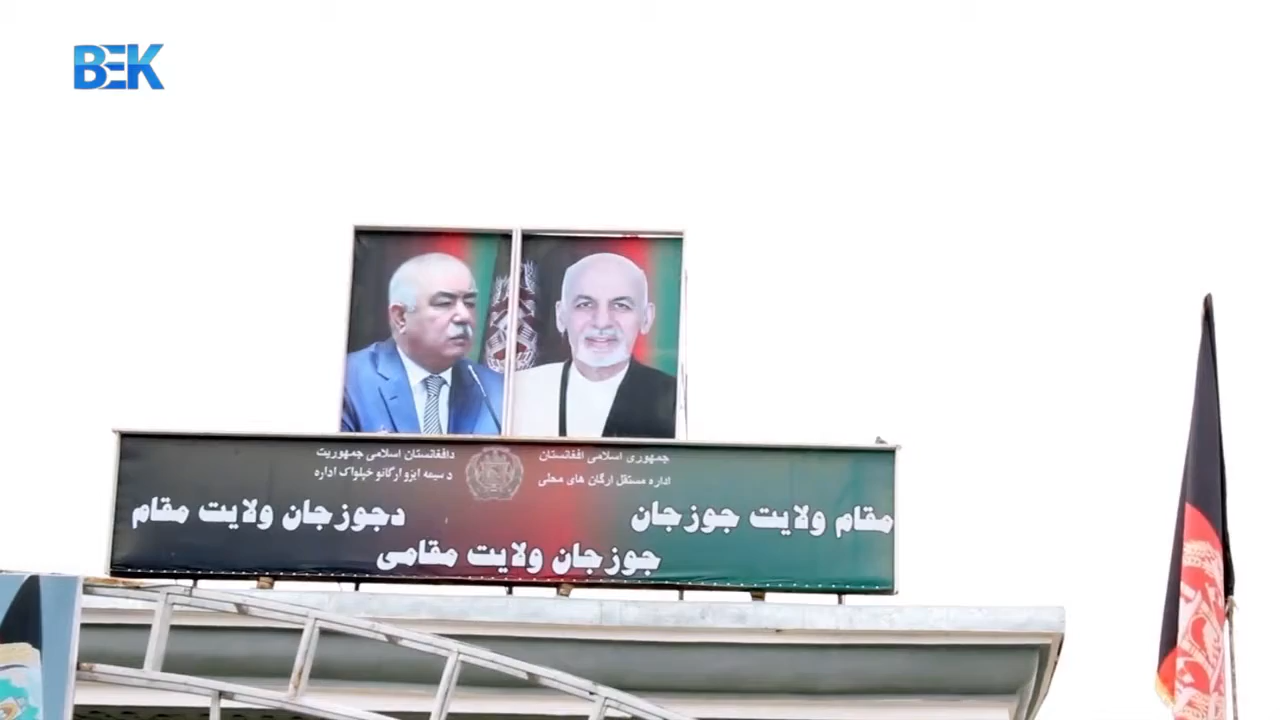 BEK
جمهوری اسلامی افغانستان
اداره مستقل ارگان های محلی
دافغانستان اسلامی جمهوریت
د سیمه ایزو ارگانو خپلواک اداره
مقام ولایت جوزجان
دجوزجان ولایت مقام
جوزجان ولایت مقامی